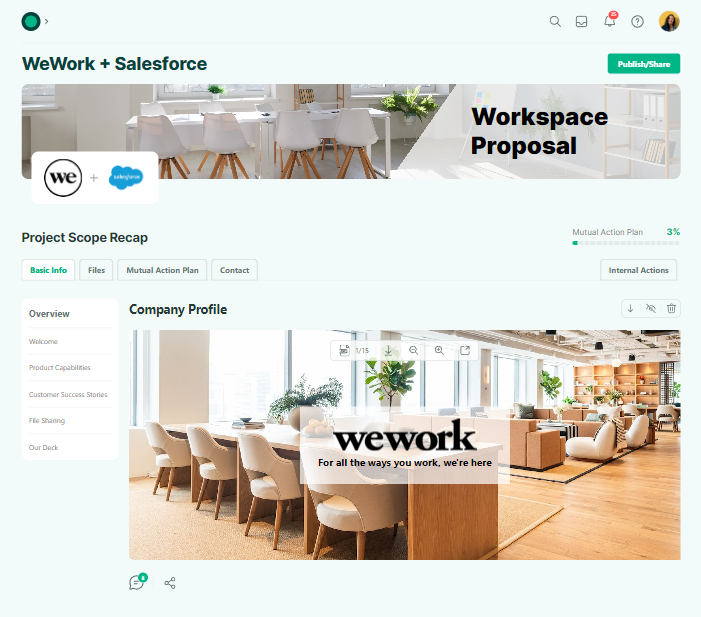 WeWork + Salesforce
Publish/Share
Workspace
Proposal
we + salesforce
Project Scope Recap
Mutual Action Plan 3%
Basic Info Files Mutual Action Plan Contact Internal Actions
Overview
Welcome
Product Capabilities
Customer Success Stories
File Sharing
Our Deck
Company Profile
1/15
wework
For all the ways you work, we're here